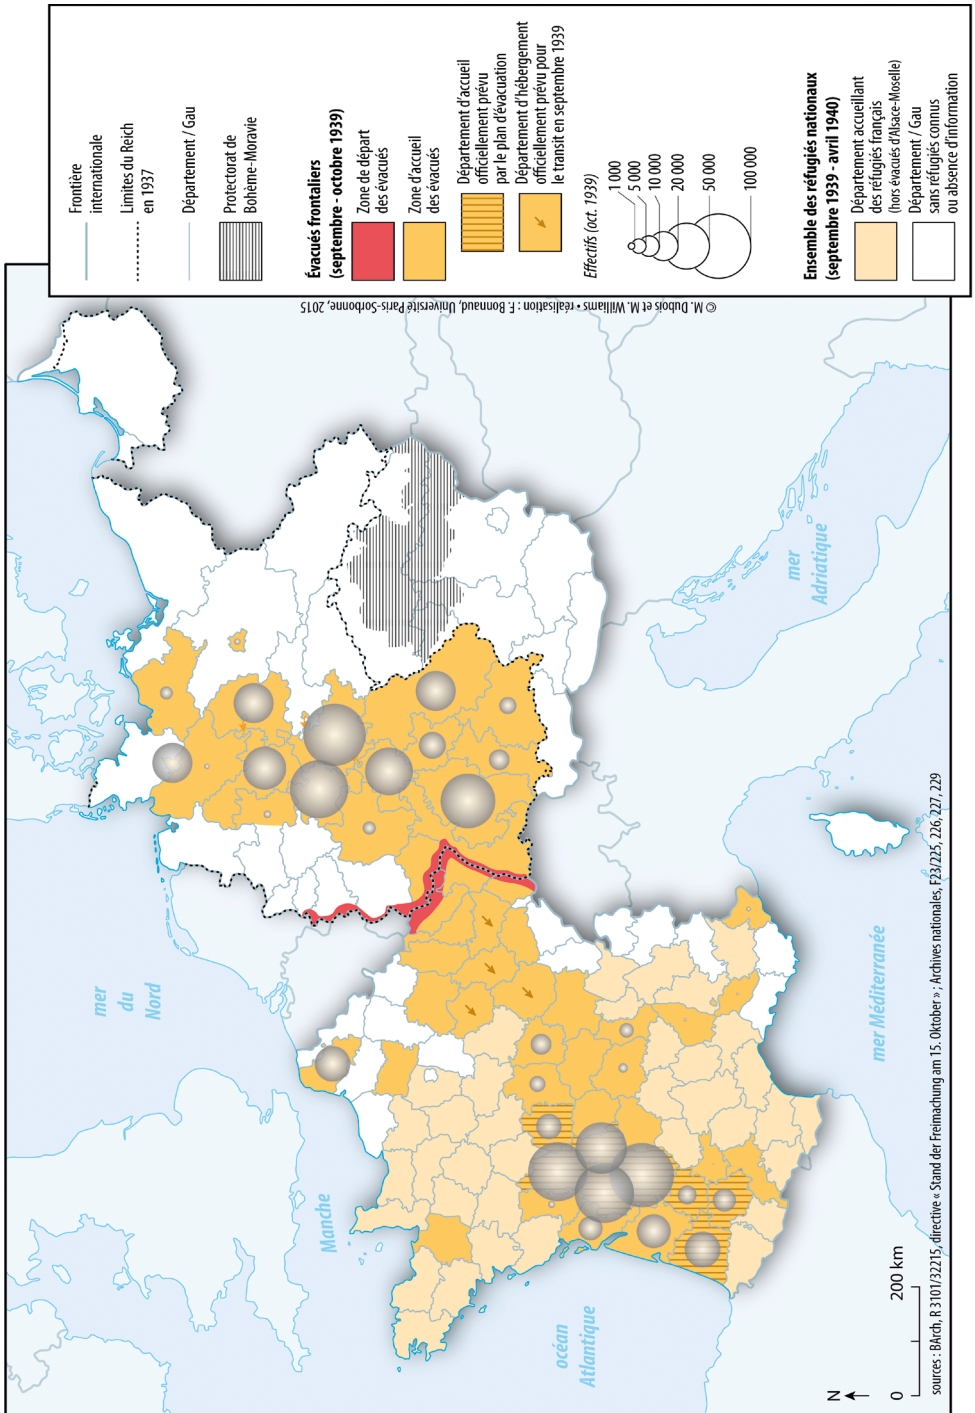 Frontière
internationale
Limites du Reich
en 1937
Département / Gau
Protectorat de
Bohème-Moravie
Évacués frontaliers
(septembre - octobre 1939)
Zone de départ
des évacués
Zone d'accueil
des évacués
Département d'accueil
officiellement prévu
par le plan d'évacuation
Département d'hébergement
officiellement prévu pour
le transit en septembre 1939
Effectifs (oct. 1939)
1 000
5 000
10 000
20 000
50 000
100 000
Ensemble des réfugiés nationaux
(septembre 1939 - avril 1940)
Département accueillant
des réfugiés français
(hors évacués d'Alsace-Moselle)
Département / Gau
sans réfugiés connus
ou absence d'information
© M. Dubois et M. Williams • réalisation : F. Bonnaud, Université Paris-Sorbonne, 2015
mer
du
Nord
Manche
océan
Atlantique
mer
Adriatique
mer Méditerranée
N
0
200 km
sources : BArch, R 3101/32215, directive « Stand der Freimachung am 15. Oktober » ; Archives nationales, F23/225, 226, 227, 229